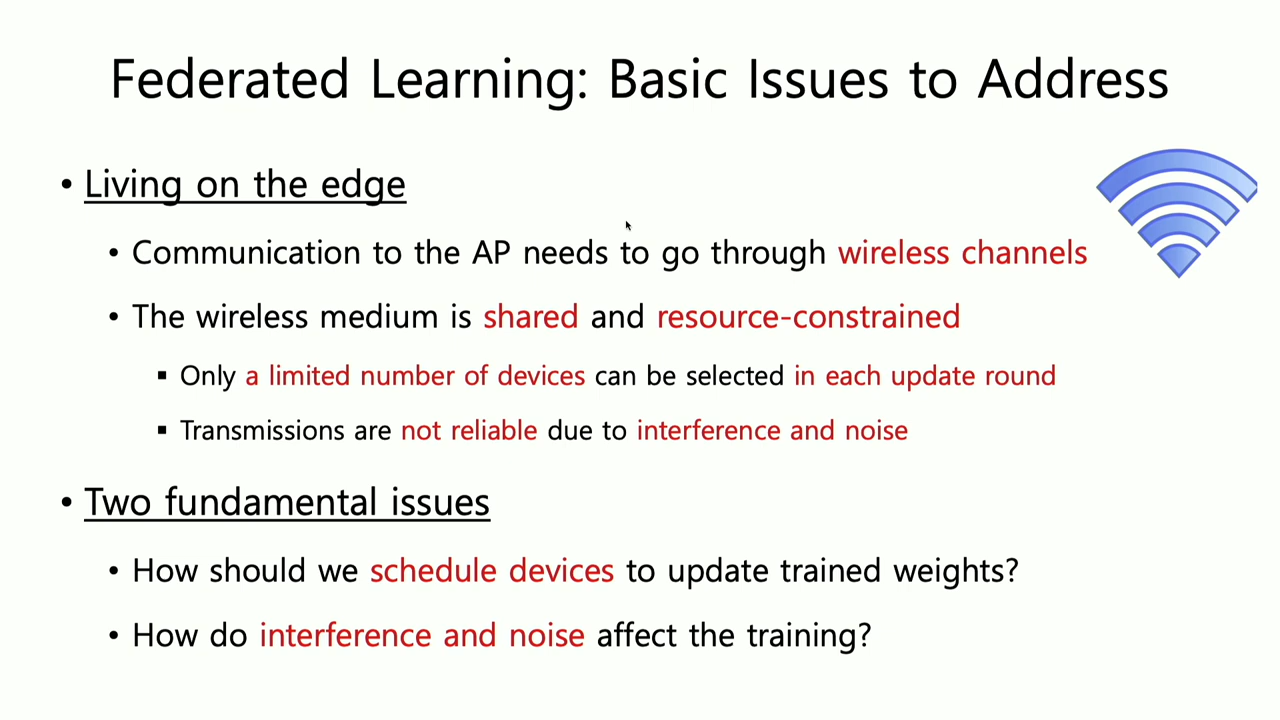 Federated Learning: Basic Issues to Address
• Living on the edge
• Communication to the AP needs to go through wireless channels
• The wireless medium is shared and resource-constrained
▪ Only a limited number of devices can be selected in each update round
▪ Transmissions are not reliable due to interference and noise
• Two fundamental issues
• How should we schedule devices to update trained weights?
• How do interference and noise affect the training?